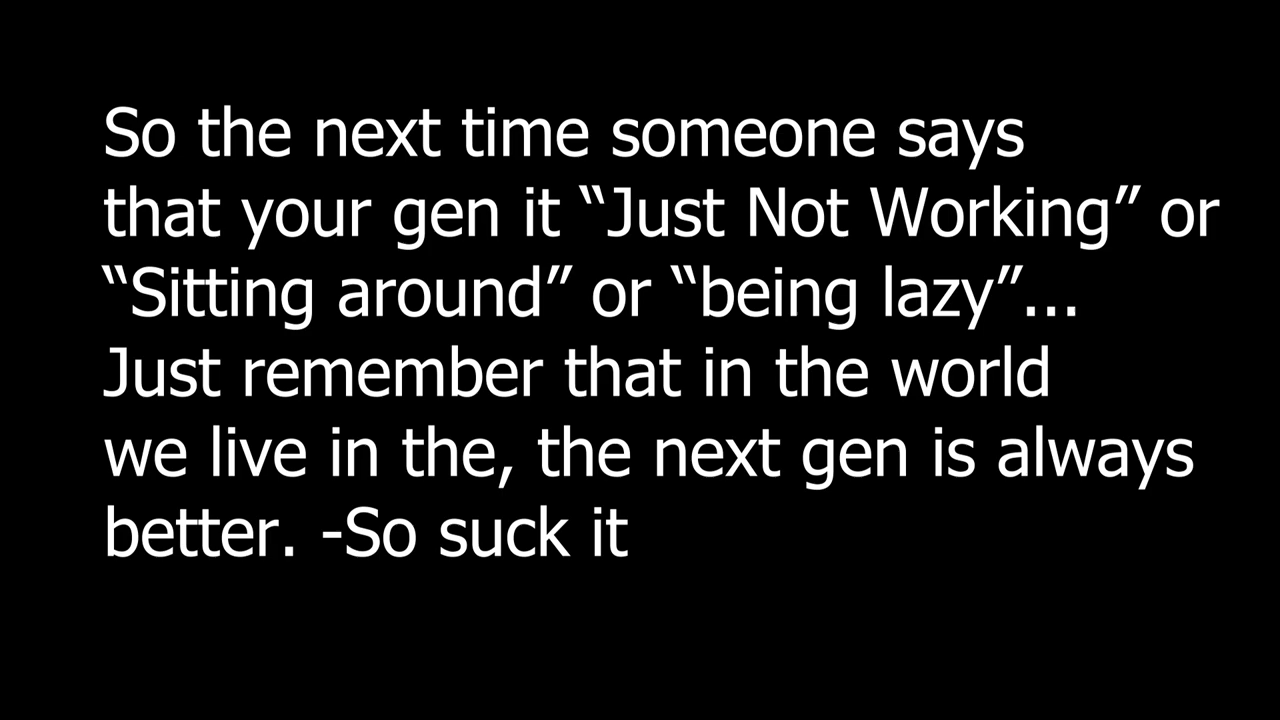 So the next time someone says
that your gen it “Just Not Working” or
“Sitting around” or “being lazy”...
Just remember that in the world
we live in the, the next gen is always
better. -So suck it